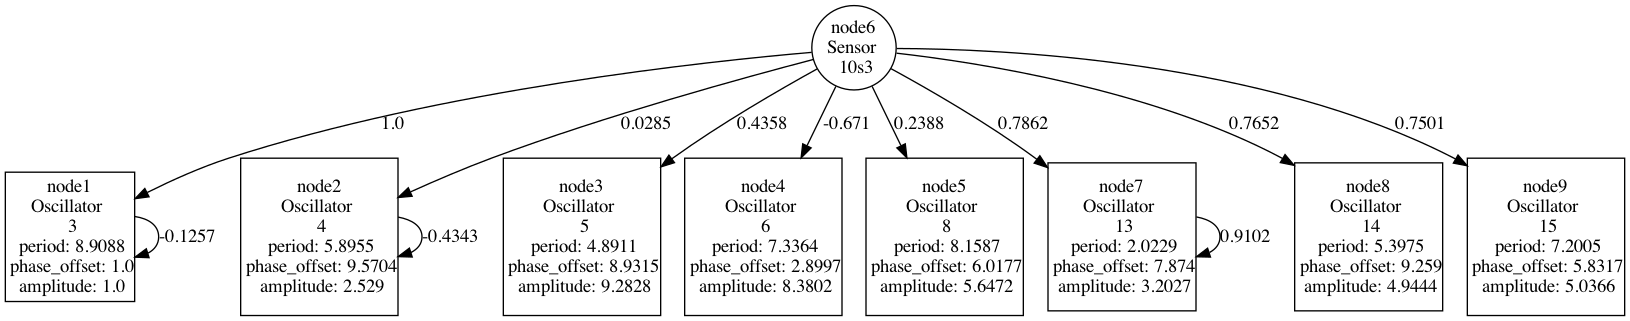 node6
Sensor
10s3
1.0
0.0285
0.4358
-0.671
0.2388
0.7862
0.7652
0.7501
node1
Oscillator
3
period: 8.9088
phase_offset: 1.0
amplitude: 1.0
-0.1257
node2
Oscillator
4
period: 5.8955
phase_offset: 9.5704
amplitude: 2.529
-0.4343
node3
Oscillator
5
period: 4.8911
phase_offset: 8.9315
amplitude: 9.2828
node4
Oscillator
6
period: 7.3364
phase_offset: 2.8997
amplitude: 8.3802
node5
Oscillator
8
period: 8.1587
phase_offset: 6.0177
amplitude: 5.6472
node7
Oscillator
13
period: 2.0229
phase_offset: 7.874
amplitude: 3.2027
0.9102
node8
Oscillator
14
period: 5.3975
phase_offset: 9.259
amplitude: 4.9444
node9
Oscillator
15
period: 7.2005
phase_offset: 5.8317
amplitude: 5.0366